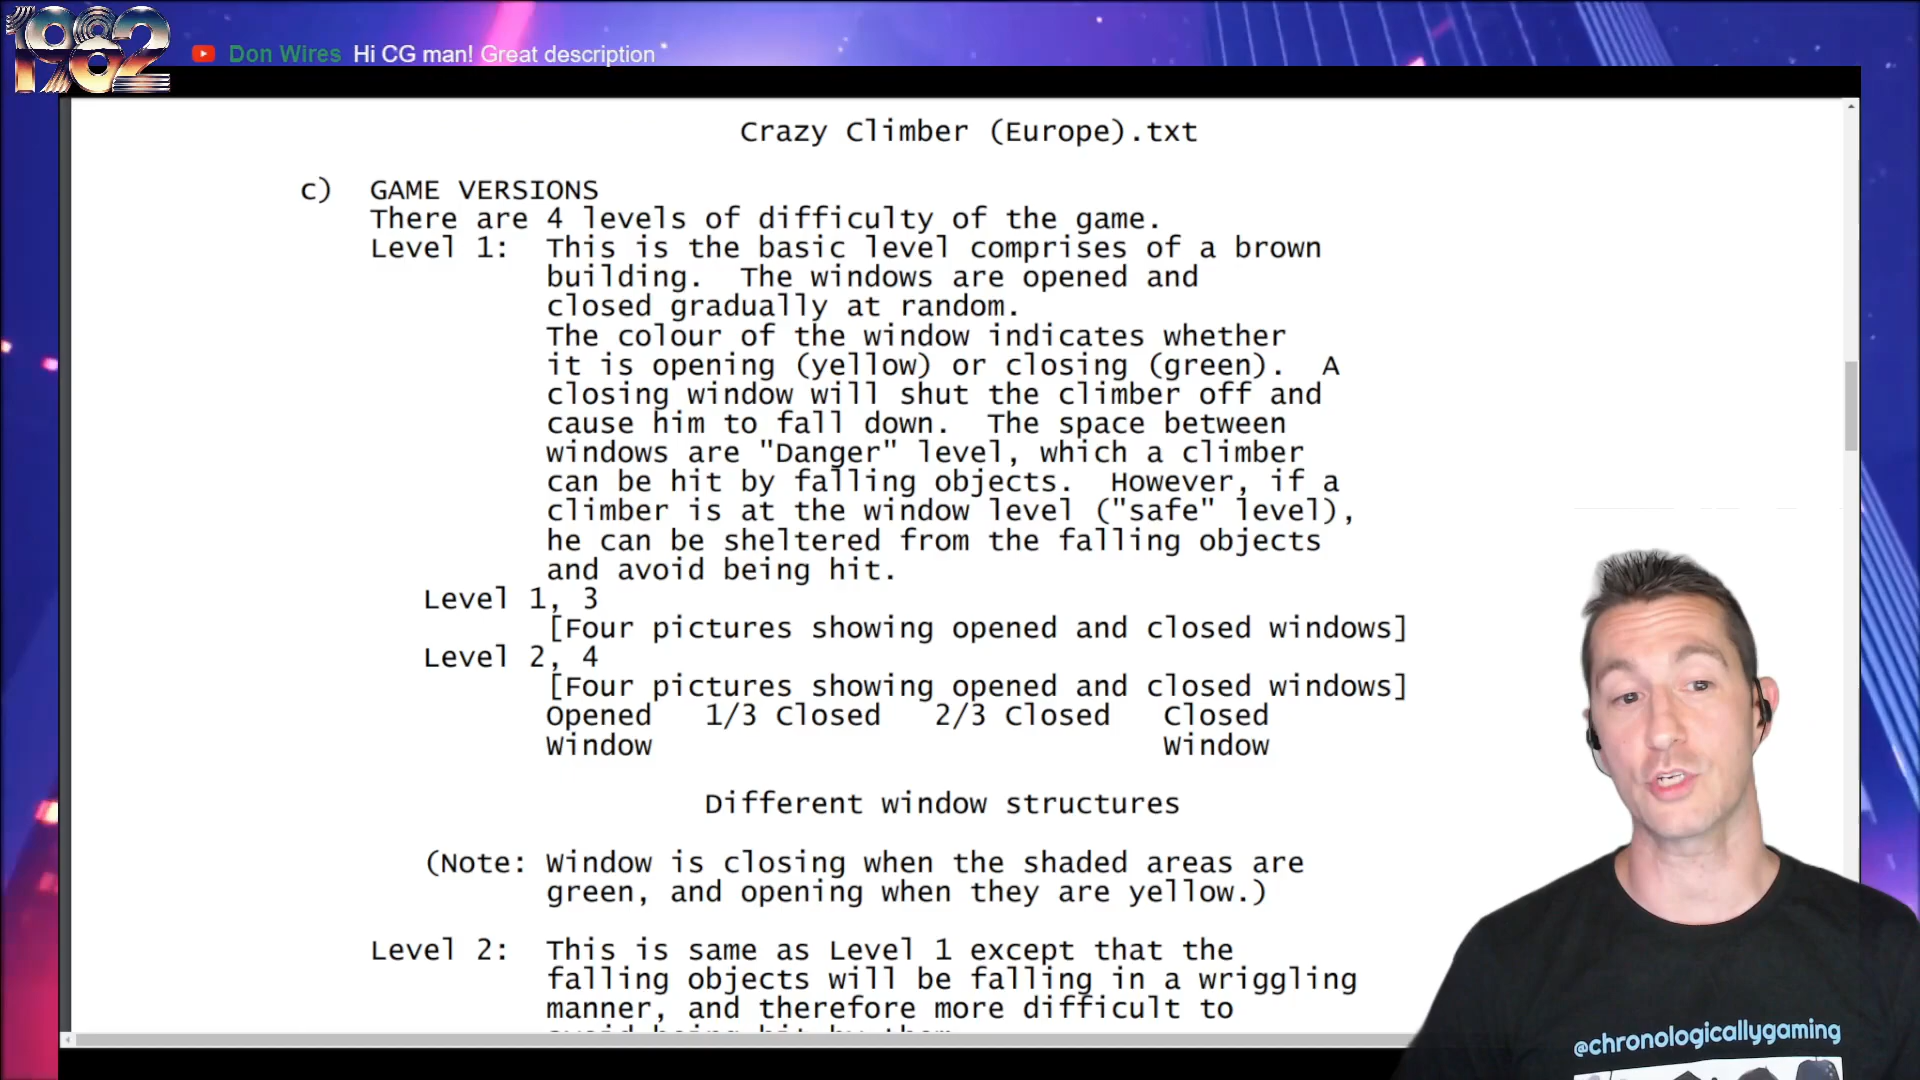 1982
Don Wires Hi CG man! Great description
Crazy Climber (Europe).txt
c) GAME VERSIONS
There are 4 levels of difficulty of the game.
Level 1: This is the basic level comprises of a brown
building. The windows are opened and
closed gradually at random.
The colour of the window indicates whether
it is opening (yellow) or closing (green). A
closing window will shut the climber off and
cause him to fall down. The space between
windows are "Danger" level, which a climber
can be hit by falling objects. However, if a
climber is at the window level ("safe" level),
he can be sheltered from the falling objects
and avoid being hit.
Level 1, 3
[Four pictures showing opened and closed windows]
Level 2, 4
[Four pictures showing opened and closed windows]
Opened 1/3 Closed 2/3 Closed Closed
Window Window
Different window structures
(Note: Window is closing when the shaded areas are
green, and opening when they are yellow.)
Level 2: This is same as Level 1 except that the
falling objects will be falling in a wriggling
manner, and therefore more difficult to
avoid being hit by them
@chronologicallygaming